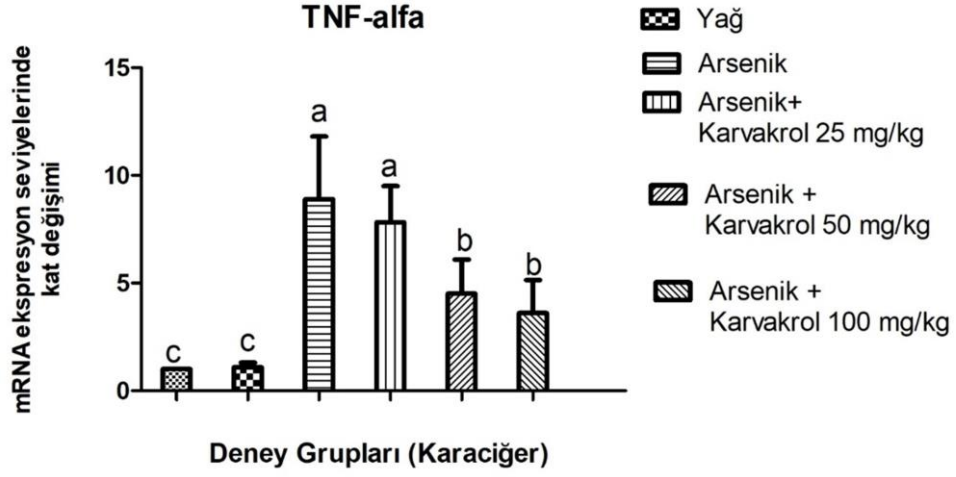 TNF-alfa
mRNA ekspresyon seviyelerinde
kat değişimi
15
10
5
0
c
c
a
a
b
b
Deney Grupları (Karaciğer)
Yağ
Arsenik
Arsenik+
Karvakrol 25 mg/kg
Arsenik +
Karvakrol 50 mg/kg
Arsenik +
Karvakrol 100 mg/kg